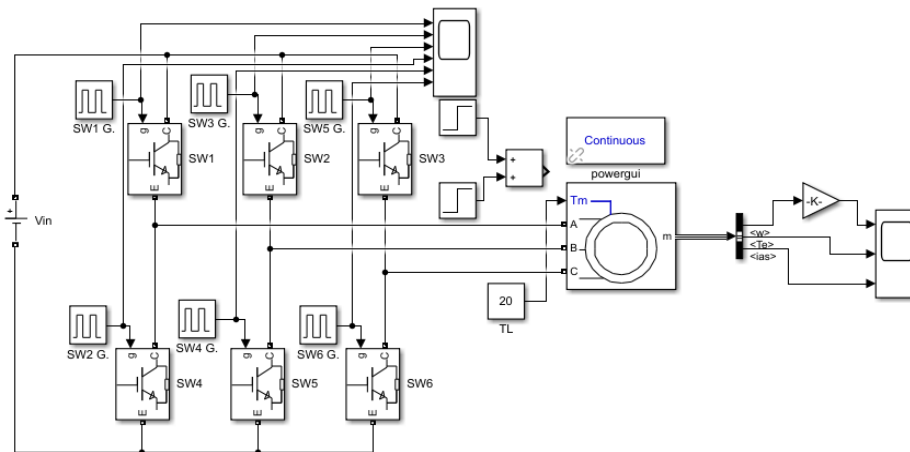 SW1 G.
SW3 G.
SW5 G.
g
C
E
SW1
g
C
E
SW2
g
C
E
SW3
+
+
Continuous
powergui
+
Vin
Tm
A
B
C
m
-K-
<w>
<Te>
<ias>
20
TL
SW2 G.
SW4 G.
SW6 G.
g
C
E
SW4
g
C
E
SW5
g
C
E
SW6